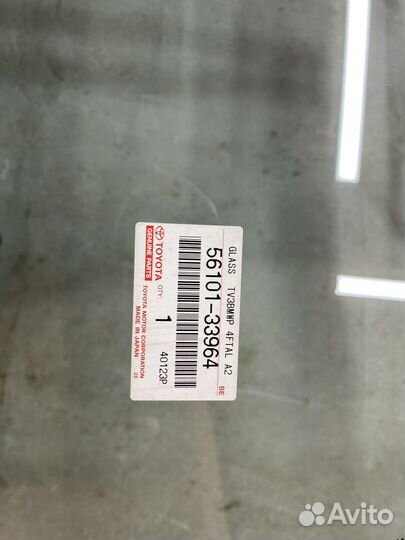 GLASS TV3BMWP 4FTAL A2
56101-33964
BE
TOYOTA
GENUINE PARTS
QTY:
1
40123P
TOYOTA MOTOR CORPORATION
MADE IN JAPAN
23
Avito